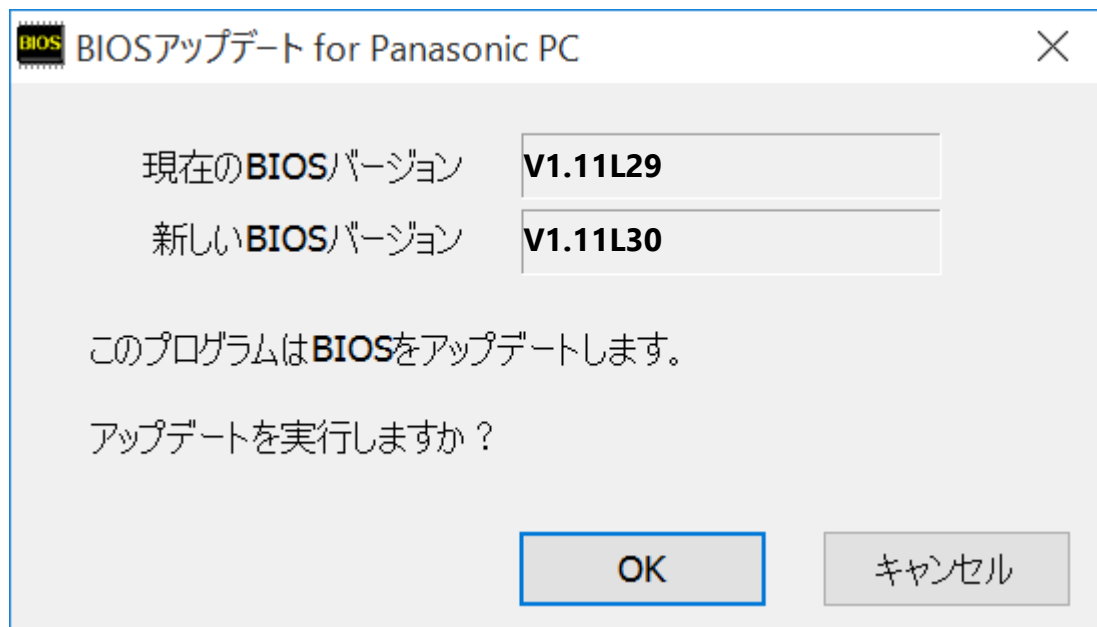 BIOS
BIOSアップデート for Panasonic PC
現在のBIOSバージョン V1.11L29
新しいBIOSバージョン V1.11L30
このプログラムはBIOSをアップデートします。
アップデートを実行しますか？
OK キャンセル